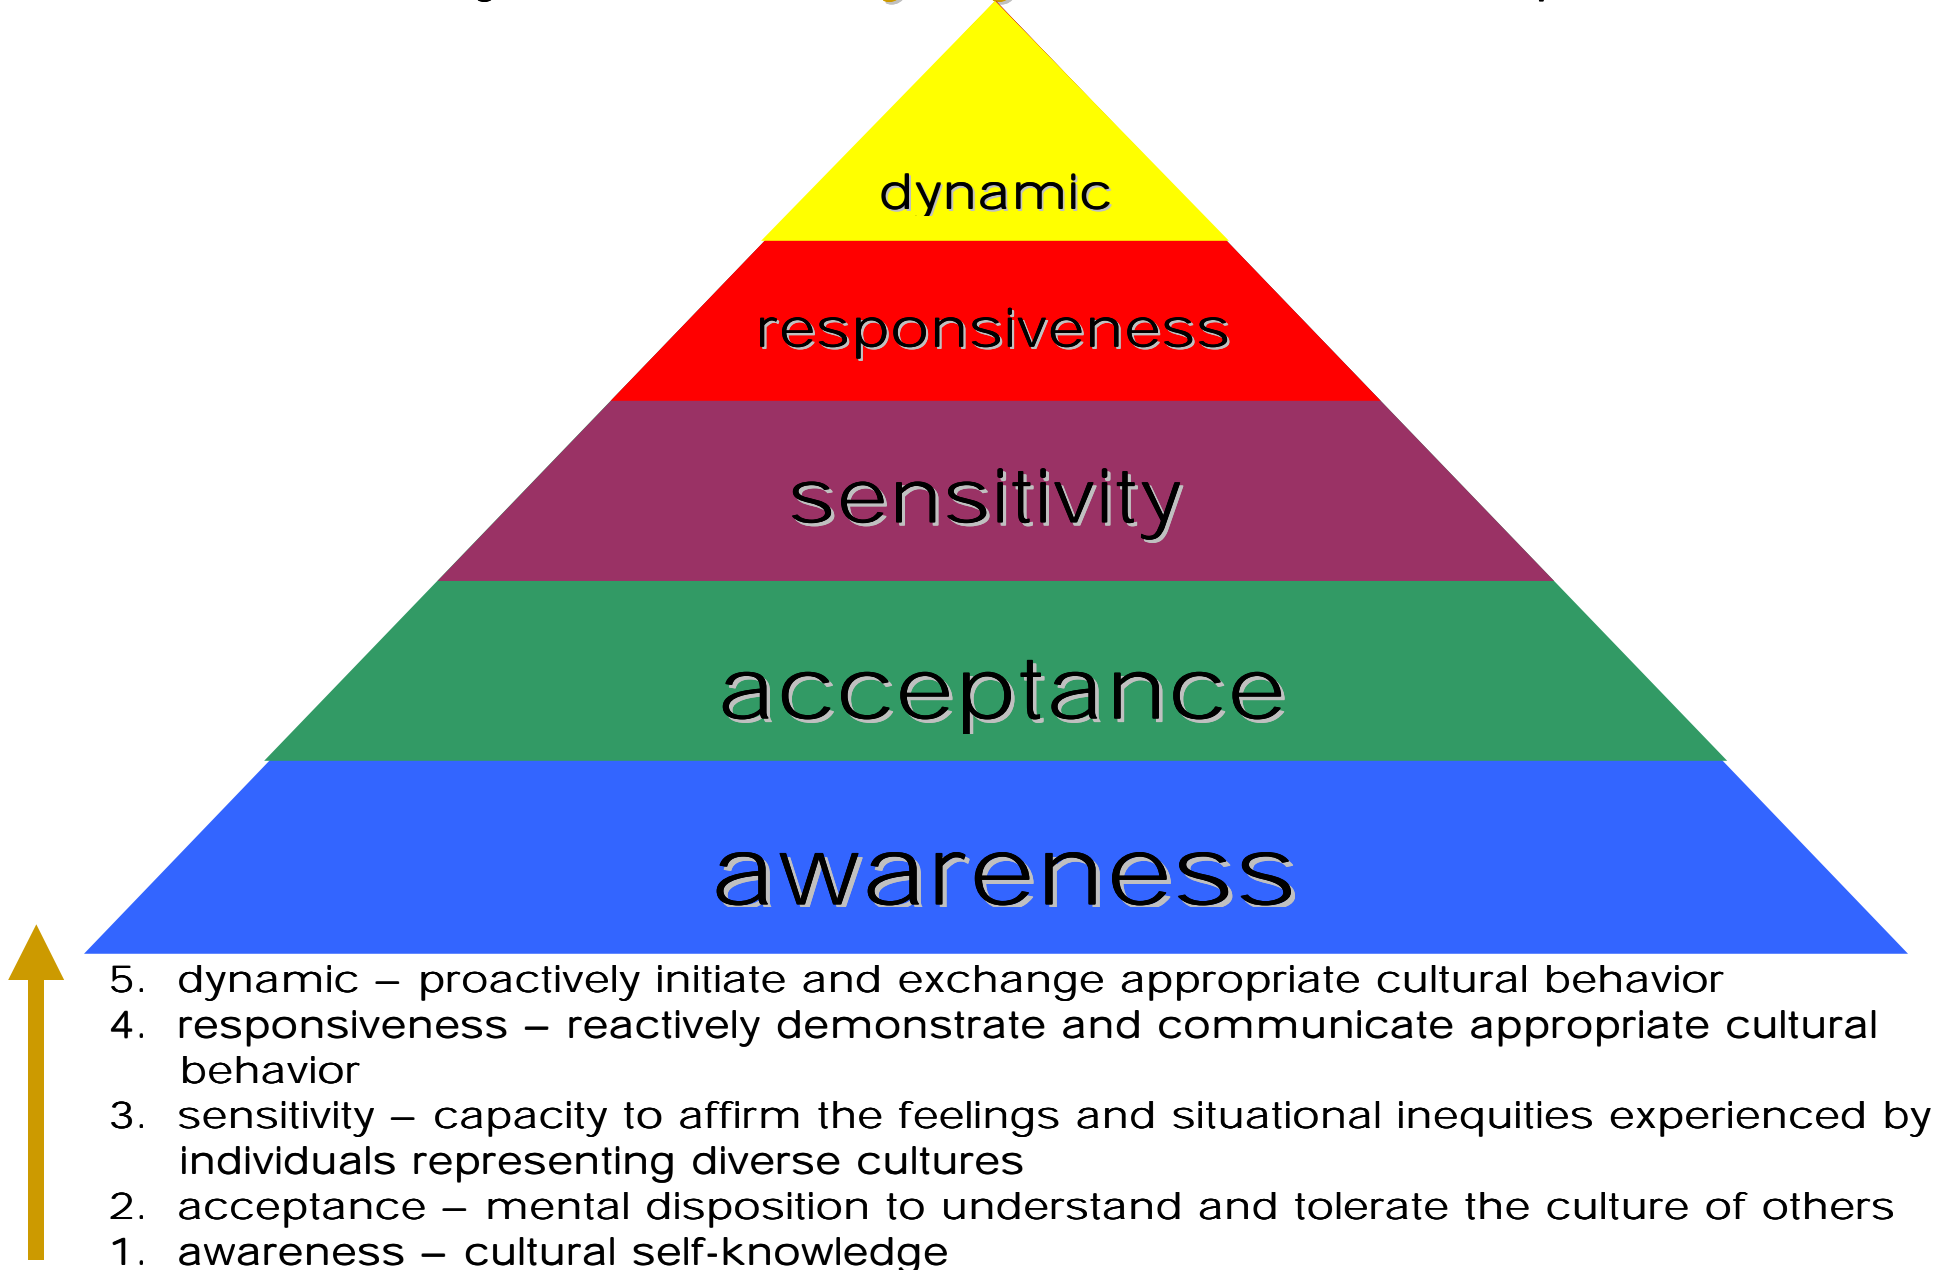 dynamic
responsiveness
sensitivity
acceptance
awareness
5. dynamic – proactively initiate and exchange appropriate cultural behavior
4. responsiveness – reactively demonstrate and communicate appropriate cultural
behavior
3. sensitivity – capacity to affirm the feelings and situational inequities experienced by
individuals representing diverse cultures
2. acceptance – mental disposition to understand and tolerate the culture of others
1. awareness – cultural self-knowledge